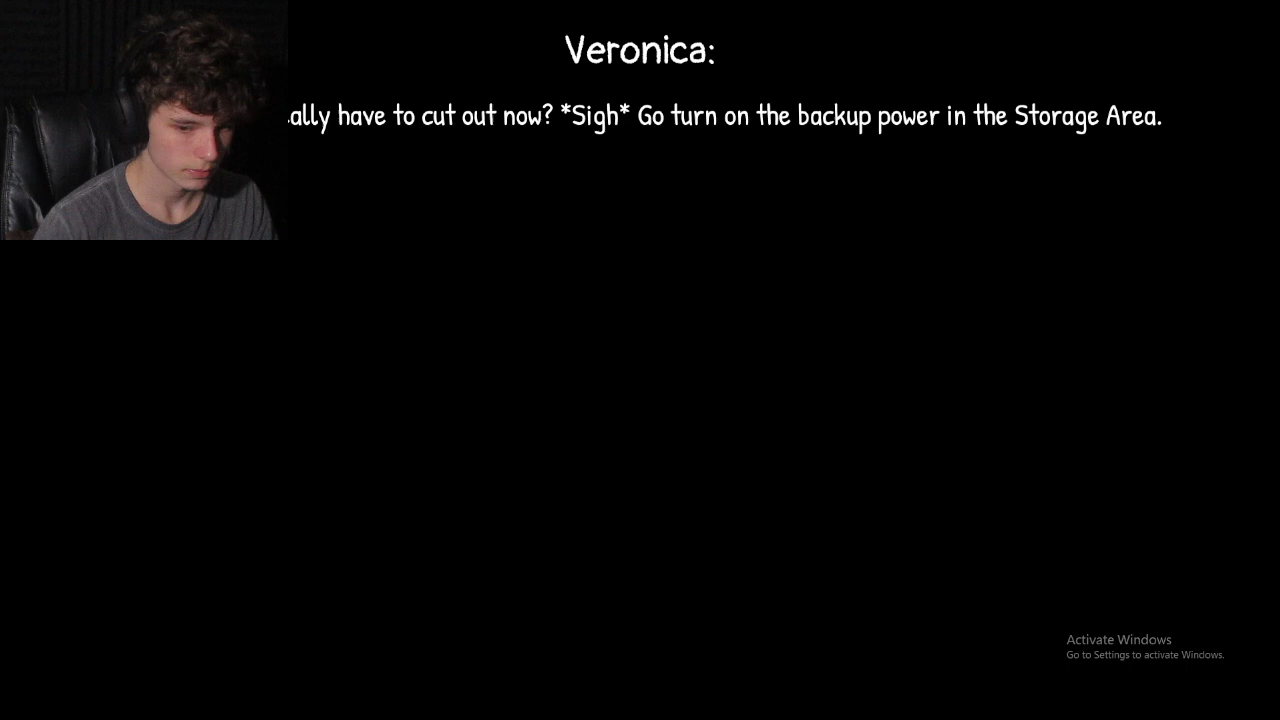 Veronica:
ally have to cut out now? *Sigh* Go turn on the backup power in the Storage Area.
Activate Windows
Go to Settings to activate Windows.